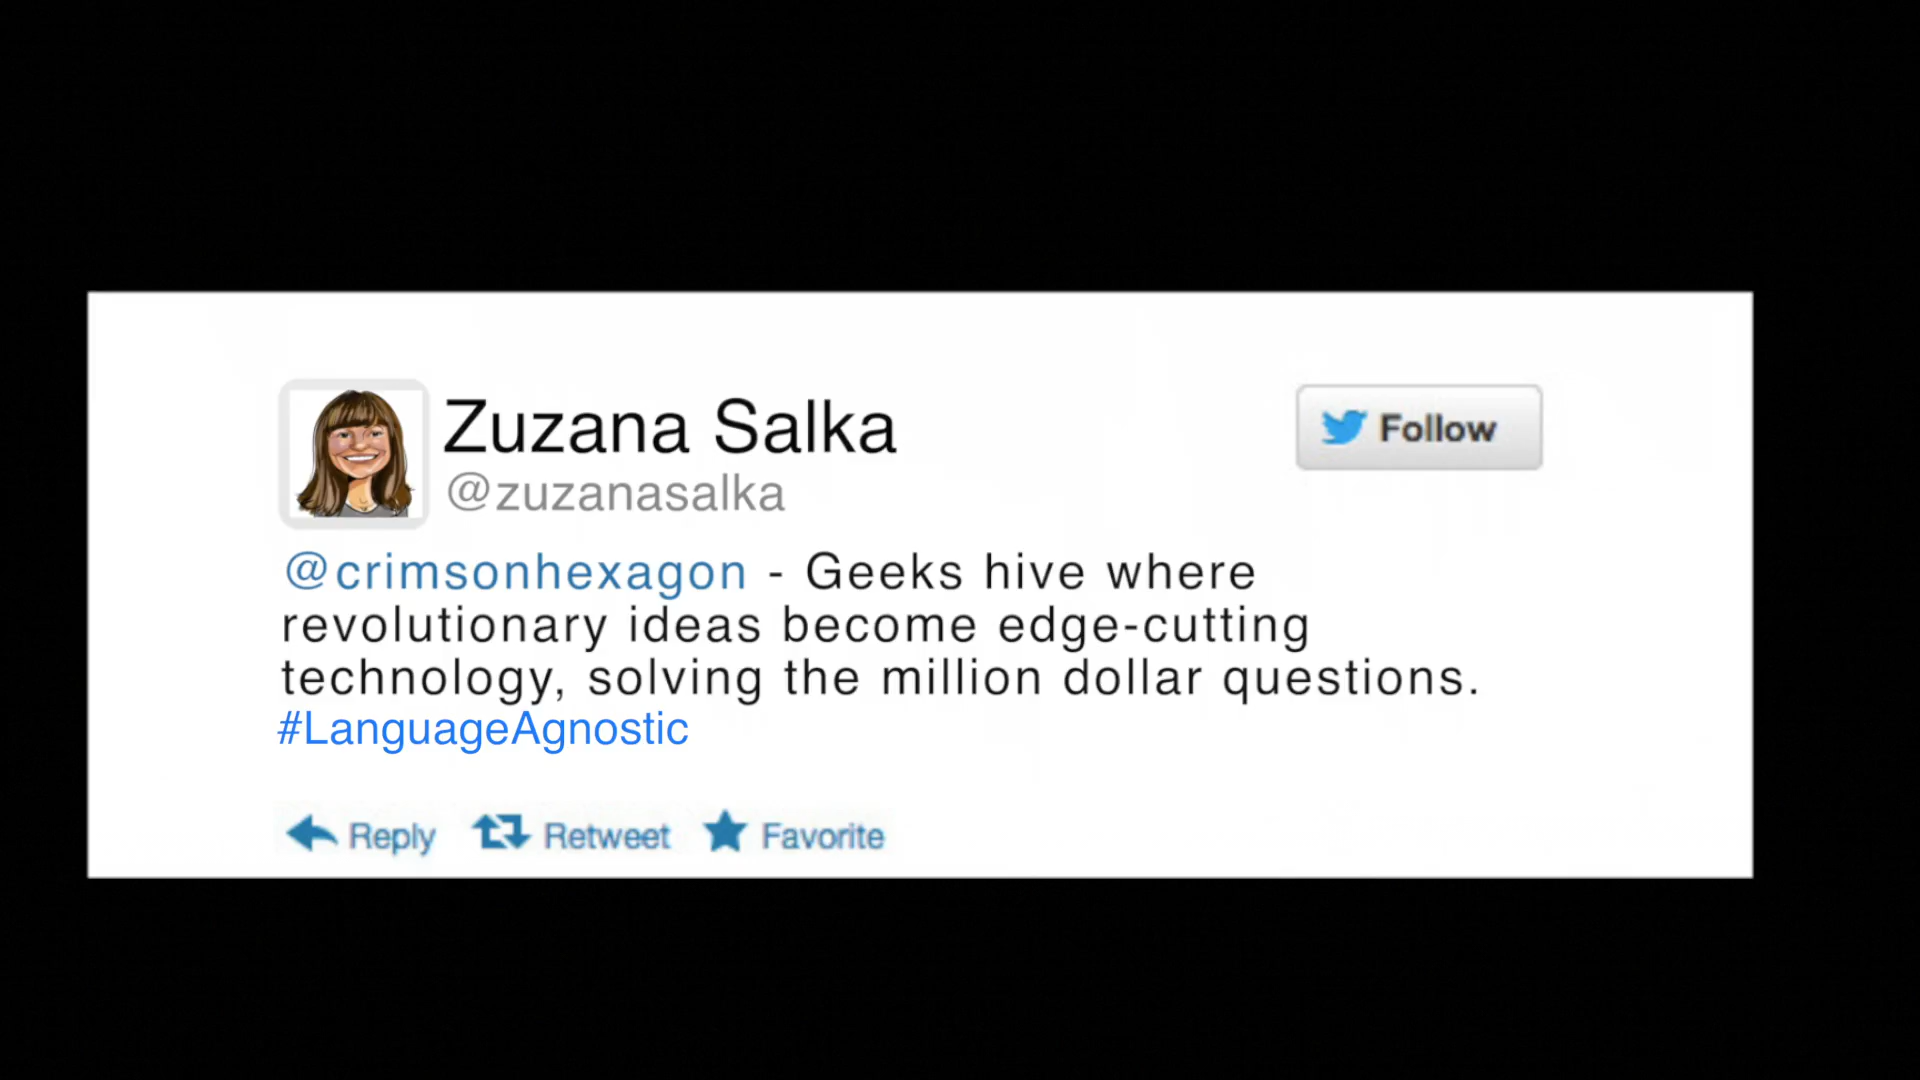 Zuzana Salka
Follow
@zuzanasalka
@crimsonhexagon - Geeks hive where
revolutionary ideas become edge-cutting
technology, solving the million dollar questions.
#LanguageAgnostic
Reply Retweet Favorite